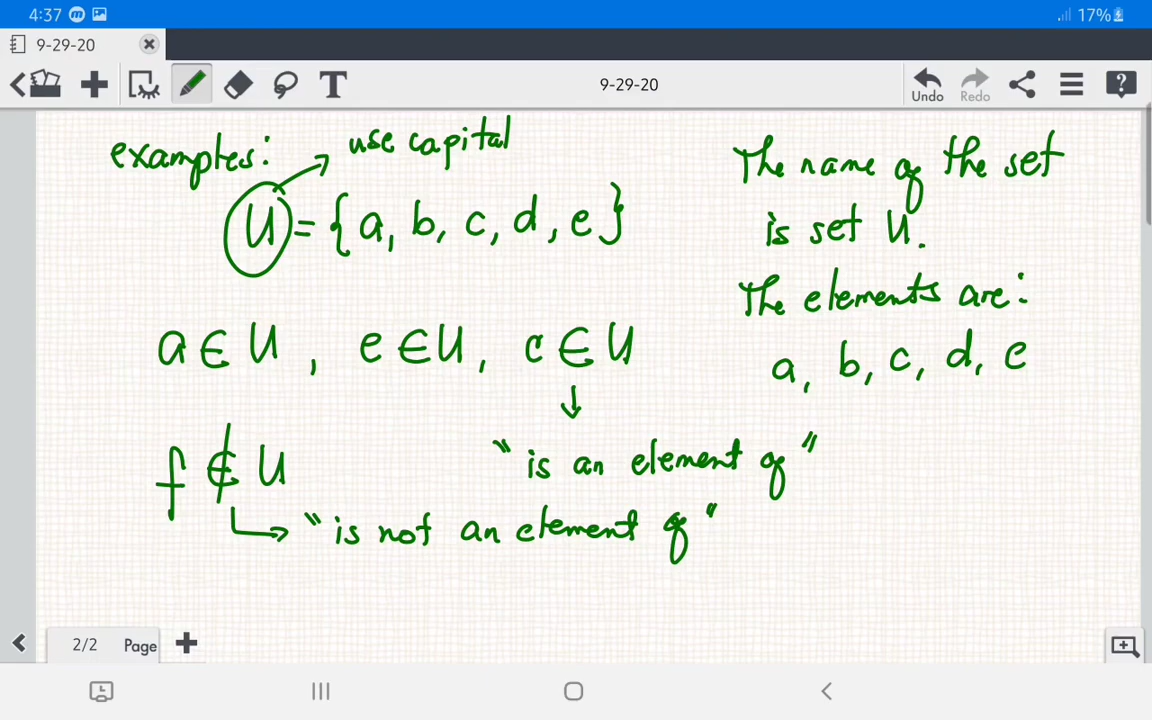 4:37
17%
9-29-20
9-29-20
Undo
Redo
examples:
use capital
U = {a, b, c, d, e}
a ∈ U, e ∈ U, c ∈ U
"is an element of"
f ∉ U
"is not an element of"
The name of the set
is set U.
The elements are:
a, b, c, d, e
2/2 Page